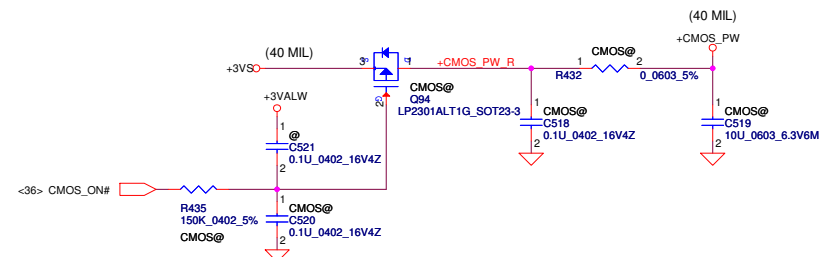 (40 MIL)
+CMOS_PW
(40 MIL)
+3VS
3
S
D
1
+CMOS_PW_R
1
CMOS@
2
R432
0_0603_5%
+3VALW
G
2
CMOS@
Q94
LP2301ALT1G_SOT23-3
1
@
C521
0.1U_0402_16V4Z
2
1
CMOS@
C518
0.1U_0402_16V4Z
2
1
CMOS@
C519
10U_0603_6.3V6M
2
<36> CMOS_ON#
R435
150K_0402_5%
CMOS@
1
CMOS@
C520
0.1U_0402_16V4Z
2